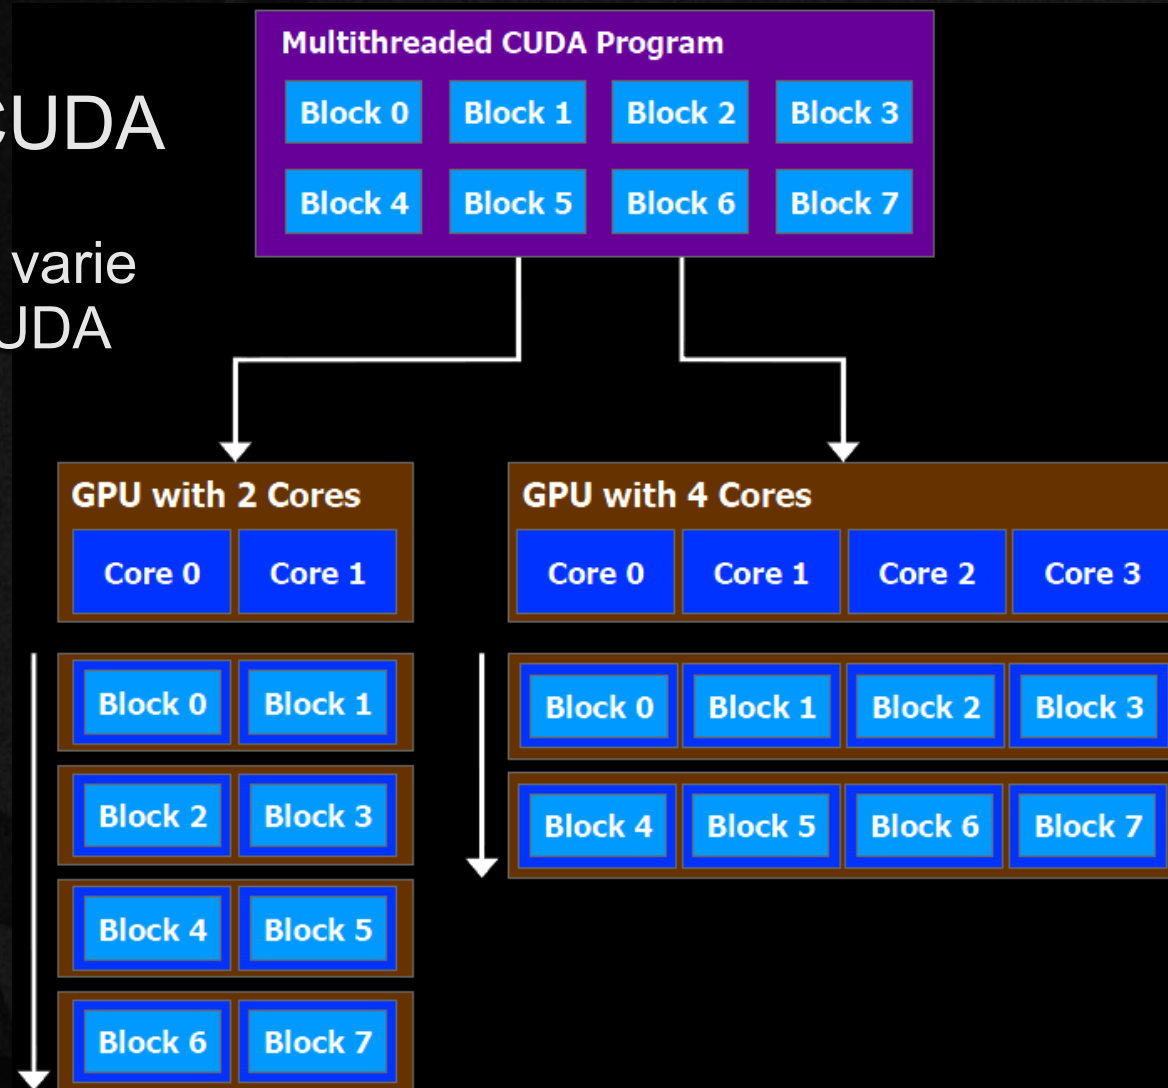 CUDA
varie
UDA
Multithreaded CUDA Program
Block 0 Block 1 Block 2 Block 3
Block 4 Block 5 Block 6 Block 7
GPU with 2 Cores
Core 0 Core 1
Block 0 Block 1
Block 2 Block 3
Block 4 Block 5
Block 6 Block 7
GPU with 4 Cores
Core 0 Core 1 Core 2 Core 3
Block 0 Block 1 Block 2 Block 3
Block 4 Block 5 Block 6 Block 7